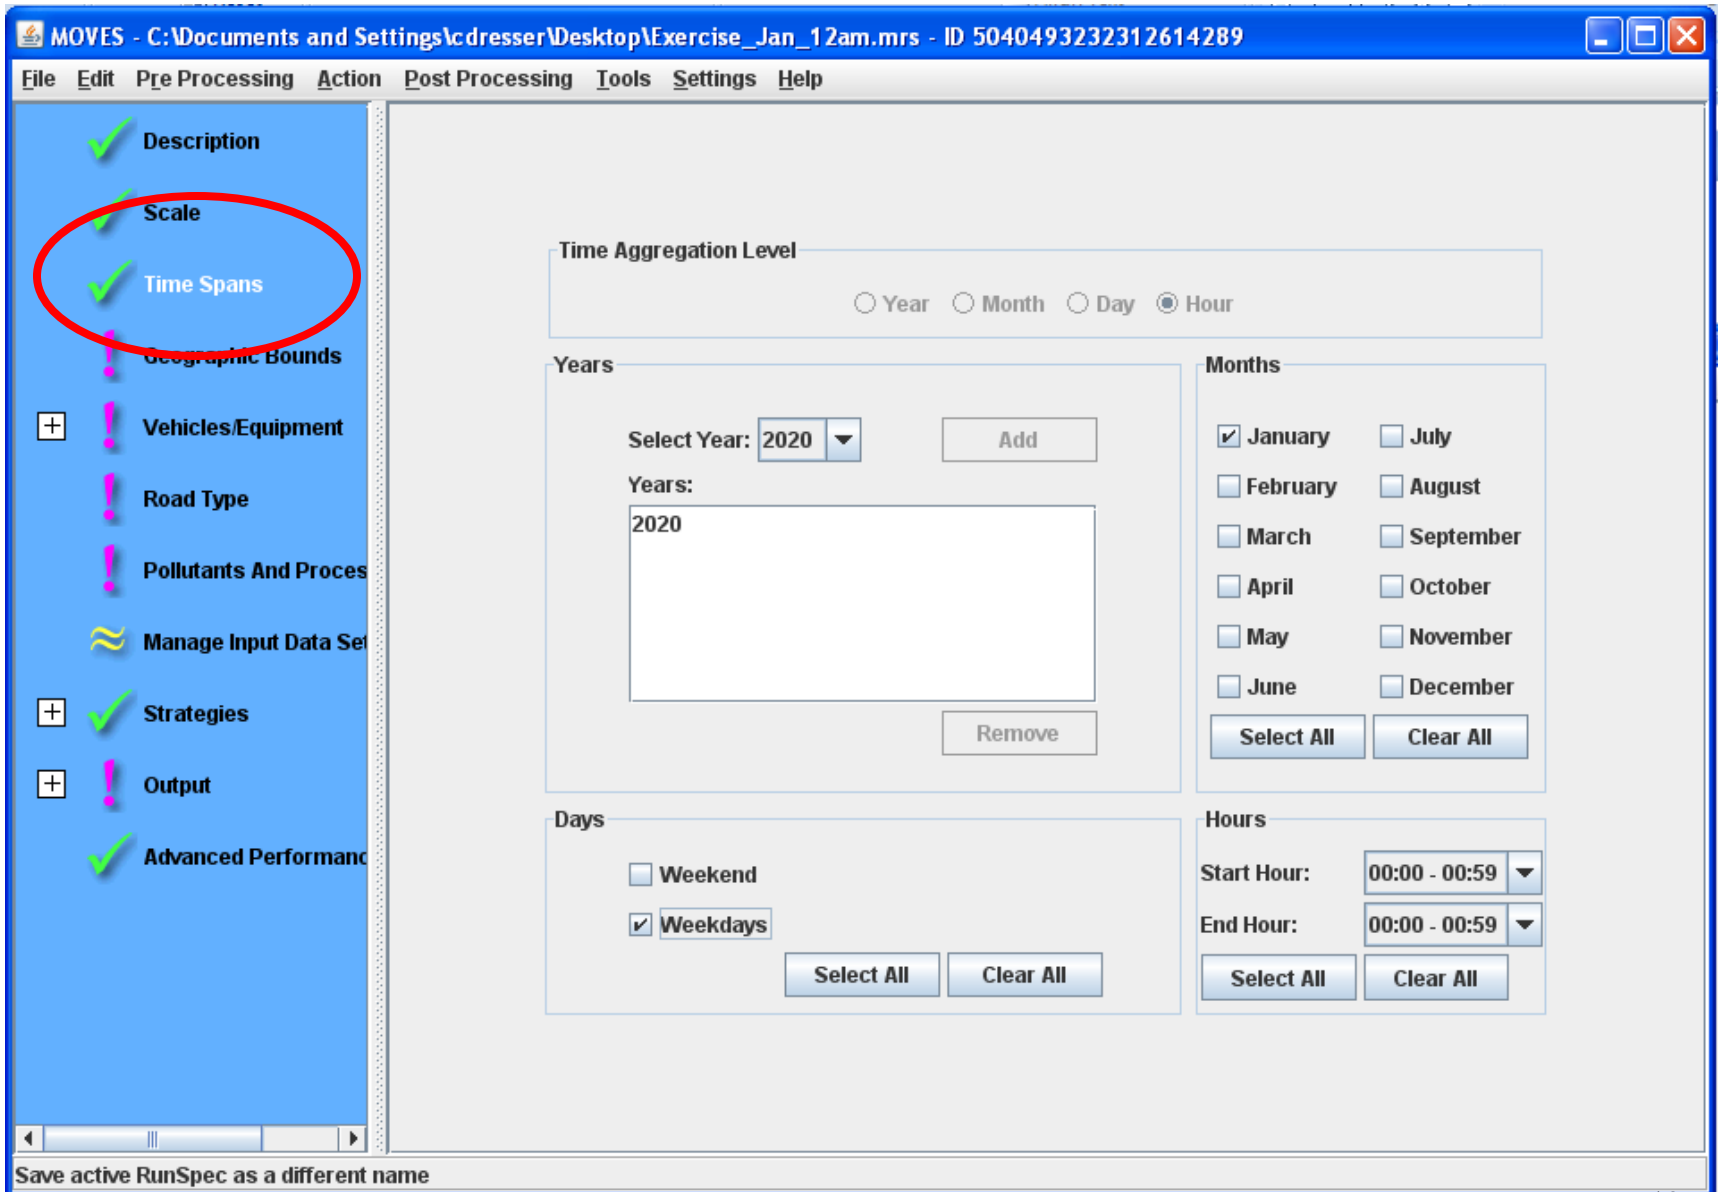 MOVES - C:\Documents and Settings\cdresser\Desktop\Exercise_Jan_12am.mrs - ID 5040493232312614289
File Edit Pre Processing Action Post Processing Tools Settings Help
Description
Scale
Time Spans
Geographic Bounds
Vehicles/Equipment
Road Type
Pollutants And Proces
Manage Input Data Set
Strategies
Output
Advanced Performanc
Time Aggregation Level
Year Month Day Hour
Years
Select Year: 2020 Add
Years:
2020
Remove
Months
January July
February August
March September
April October
May November
June December
Select All Clear All
Days
Weekend
Weekdays
Select All Clear All
Hours
Start Hour: 00:00 - 00:59
End Hour: 00:00 - 00:59
Select All Clear All
Save active RunSpec as a different name